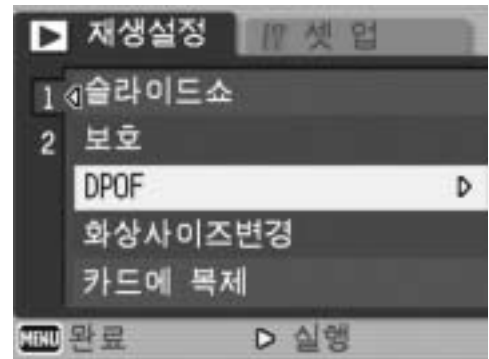 재생설정 셋 업
1 슬라이드쇼
2 보호
DPOF
화상사이즈변경
카드에 복제
MENU 완료 실행